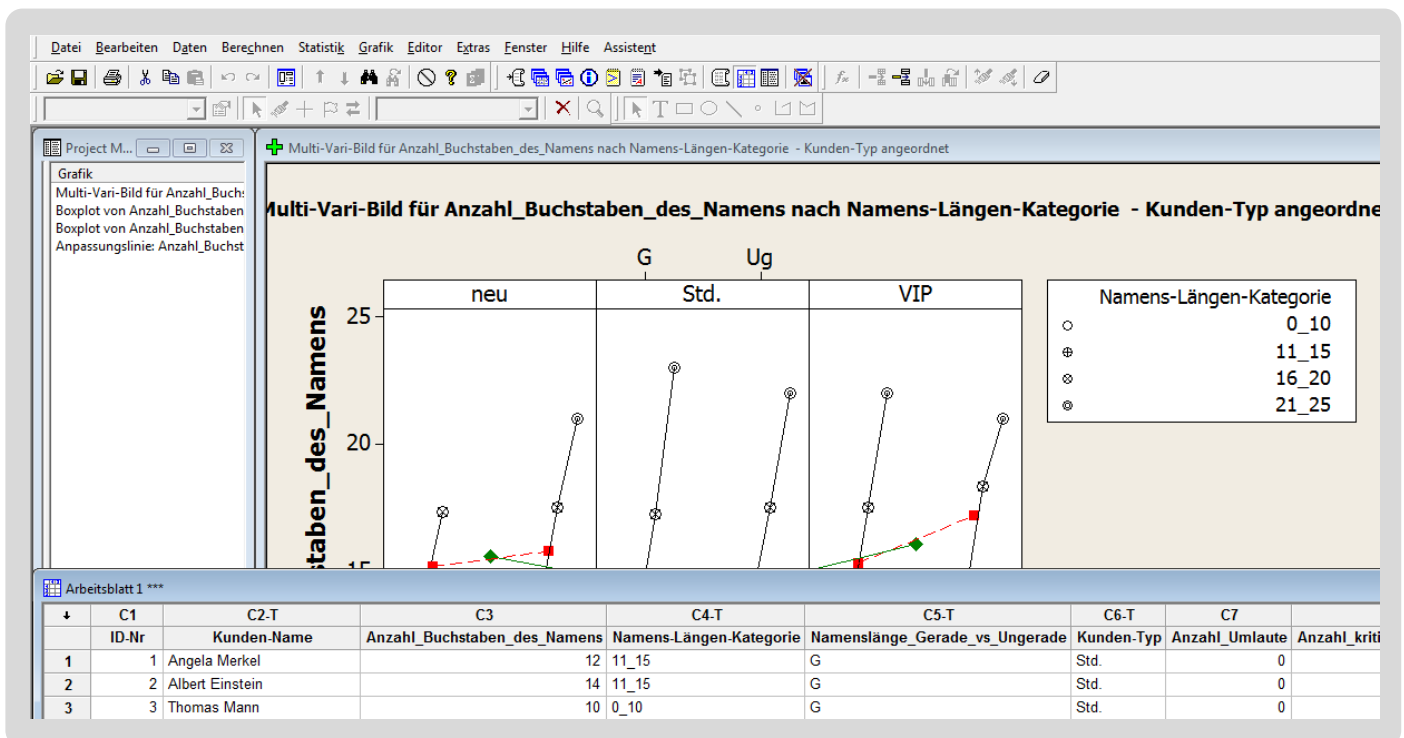 Datei Bearbeiten Daten Berechnen Statistik Grafik Editor Extras Fenster Hilfe Assistent
Project M...
Multi-Vari-Bild für Anzahl_Buchstaben_des_Namens nach Namens-Längen-Kategorie - Kunden-Typ angeordnet
Grafik
Multi-Vari-Bild für Anzahl_Buch
Boxplot von Anzahl_Buchstaben
Boxplot von Anzahl_Buchstaben
Anpassungslinie: Anzahl_Buchst
Multi-Vari-Bild für Anzahl_Buchstaben_des_Namens nach Namens-Längen-Kategorie - Kunden-Typ angeordne
G Ug
neu Std. VIP
staben_des_Namens
25
20
15
Namens-Längen-Kategorie
0_10
11_15
16_20
21_25
Arbeitsblatt 1 ***
C1 C2-T C3 C4-T C5-T C6-T C7
ID-Nr Kunden-Name Anzahl_Buchstaben_des_Namens Namens-Längen-Kategorie Namenslänge_Gerade_vs_Ungerade Kunden-Typ Anzahl_Umlaute Anzahl_kriti
1 1 Angela Merkel 12 11_15 G Std. 0
2 2 Albert Einstein 14 11_15 G Std. 0
3 3 Thomas Mann 10 0_10 G Std. 0